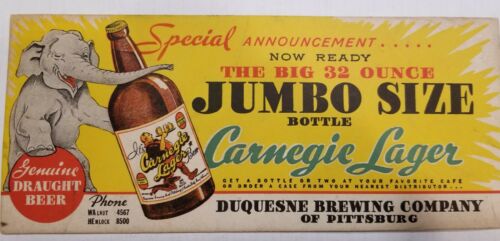 Special ANNOUNCEMENT.....
NOW READY
THE BIG 32 OUNCE
JUMBO SIZE
BOTTLE
Carnegie Lager
GET A BOTTLE OR TWO AT YOUR FAVORITE CAFE
OR ORDER A CASE FROM YOUR NEAREST DISTRIBUTOR...
DUQUESNE BREWING COMPANY
OF PITTSBURG
Genuine
DRAUGHT
BEER
Phone
WALNUT 4567
HEMLOCK 8500
Carnegie
Lager
Beer